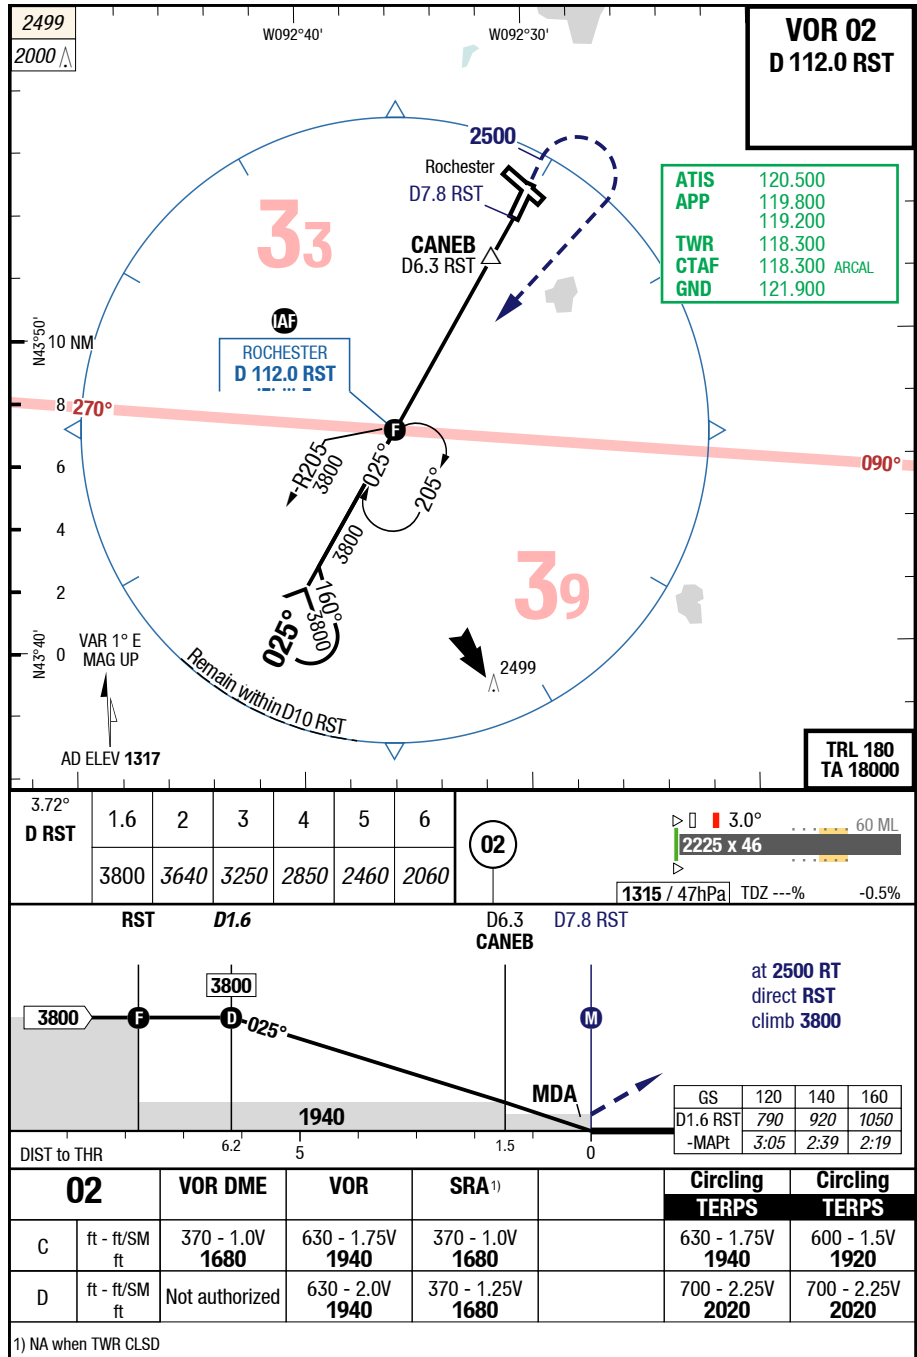 2499
2000
W092°40'
W092°30'
VOR 02
D 112.0 RST
2500
Rochester
D7.8 RST
CANEB
D6.3 RST
ATIS 120.500
APP 119.800
119.200
TWR 118.300
CTAF 118.300 ARCAL
GND 121.900
33
IAF
ROCHESTER
D 112.0 RST
N43°50'
10 NM
8
6
4
2
0
N43°40'
270°
090°
F
R205
3800
025°
205°
3800
160°
3800
025°
39
2499
VAR 1° E
MAG UP
AD ELEV 1317
Remain within D10 RST
TRL 180
TA 18000
3.72°
D RST 1.6 2 3 4 5 6
3800 3640 3250 2850 2460 2060
02
3.0°
60 ML
2225 x 46
1315 / 47hPa TDZ ---% -0.5%
RST D1.6 D6.3 D7.8 RST
CANEB
3800
3800 F D M
025°
at 2500 RT
direct RST
climb 3800
1940
MDA
DIST to THR 6.2 5 1.5 0
GS 120 140 160
D1.6 RST 790 920 1050
-MAPt 3:05 2:39 2:19
02 VOR DME VOR SRA1) Circling Circling
TERPS TERPS
C ft - ft/SM 370 - 1.0V 630 - 1.75V 370 - 1.0V 630 - 1.75V 600 - 1.5V
ft 1680 1940 1680 1940 1920
D ft - ft/SM Not authorized 630 - 2.0V 370 - 1.25V 700 - 2.25V 700 - 2.25V
ft 1940 1680 2020 2020
1) NA when TWR CLSD